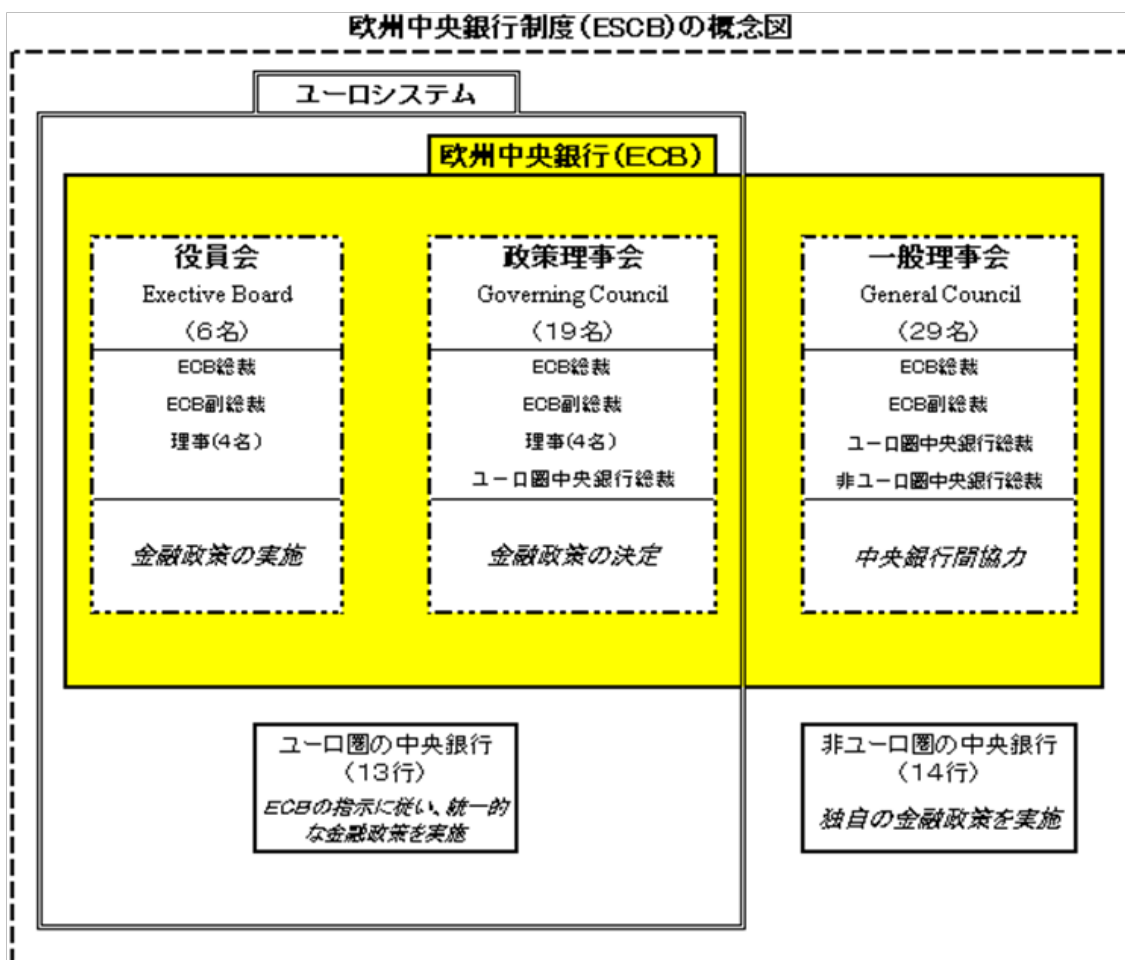 欧州中央銀行制度(ESCB)の概念図
ユーロシステム
欧州中央銀行(ECB)
役員会
Exective Board
(6名)
ECB総裁
ECB副総裁
理事(4名)
金融政策の実施
政策理事会
Governing Council
(19名)
ECB総裁
ECB副総裁
理事(4名)
ユーロ圏中央銀行総裁
金融政策の決定
一般理事会
General Council
(29名)
ECB総裁
ECB副総裁
ユーロ圏中央銀行総裁
非ユーロ圏中央銀行総裁
中央銀行間協力
ユーロ圏の中央銀行
(13行)
ECBの指示に従い、統一的
な金融政策を実施
非ユーロ圏の中央銀行
(14行)
独自の金融政策を実施